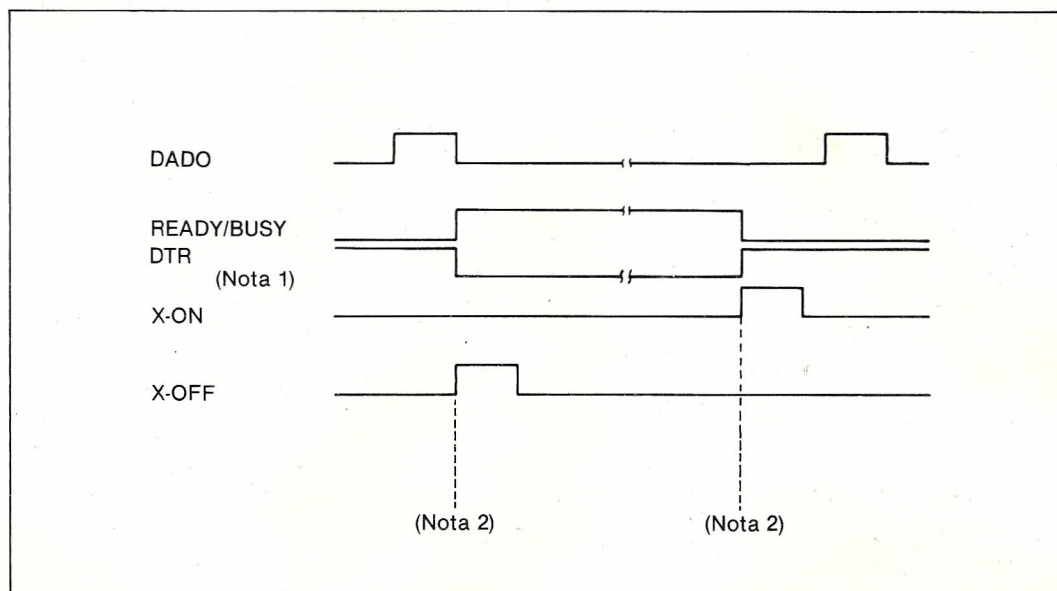 DADO
READY/BUSY
DTR
(Nota 1)
X-ON
X-OFF
(Nota 2) (Nota 2)